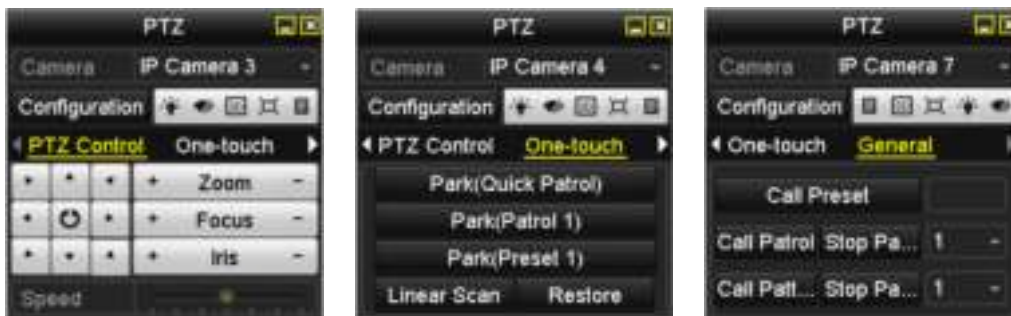 PTZ
Camera IP Camera 3
Configuration
PTZ Control One-touch
+ Zoom -
+ Focus -
+ Iris -
Speed
PTZ
Camera IP Camera 4
Configuration
PTZ Control One-touch
Park(Quick Patrol)
Park(Patrol 1)
Park(Preset 1)
Linear Scan Restore
PTZ
Camera IP Camera 7
Configuration
One-touch General
Call Preset
Call Patrol Stop Pa... 1
Call Patt... Stop Pa... 1